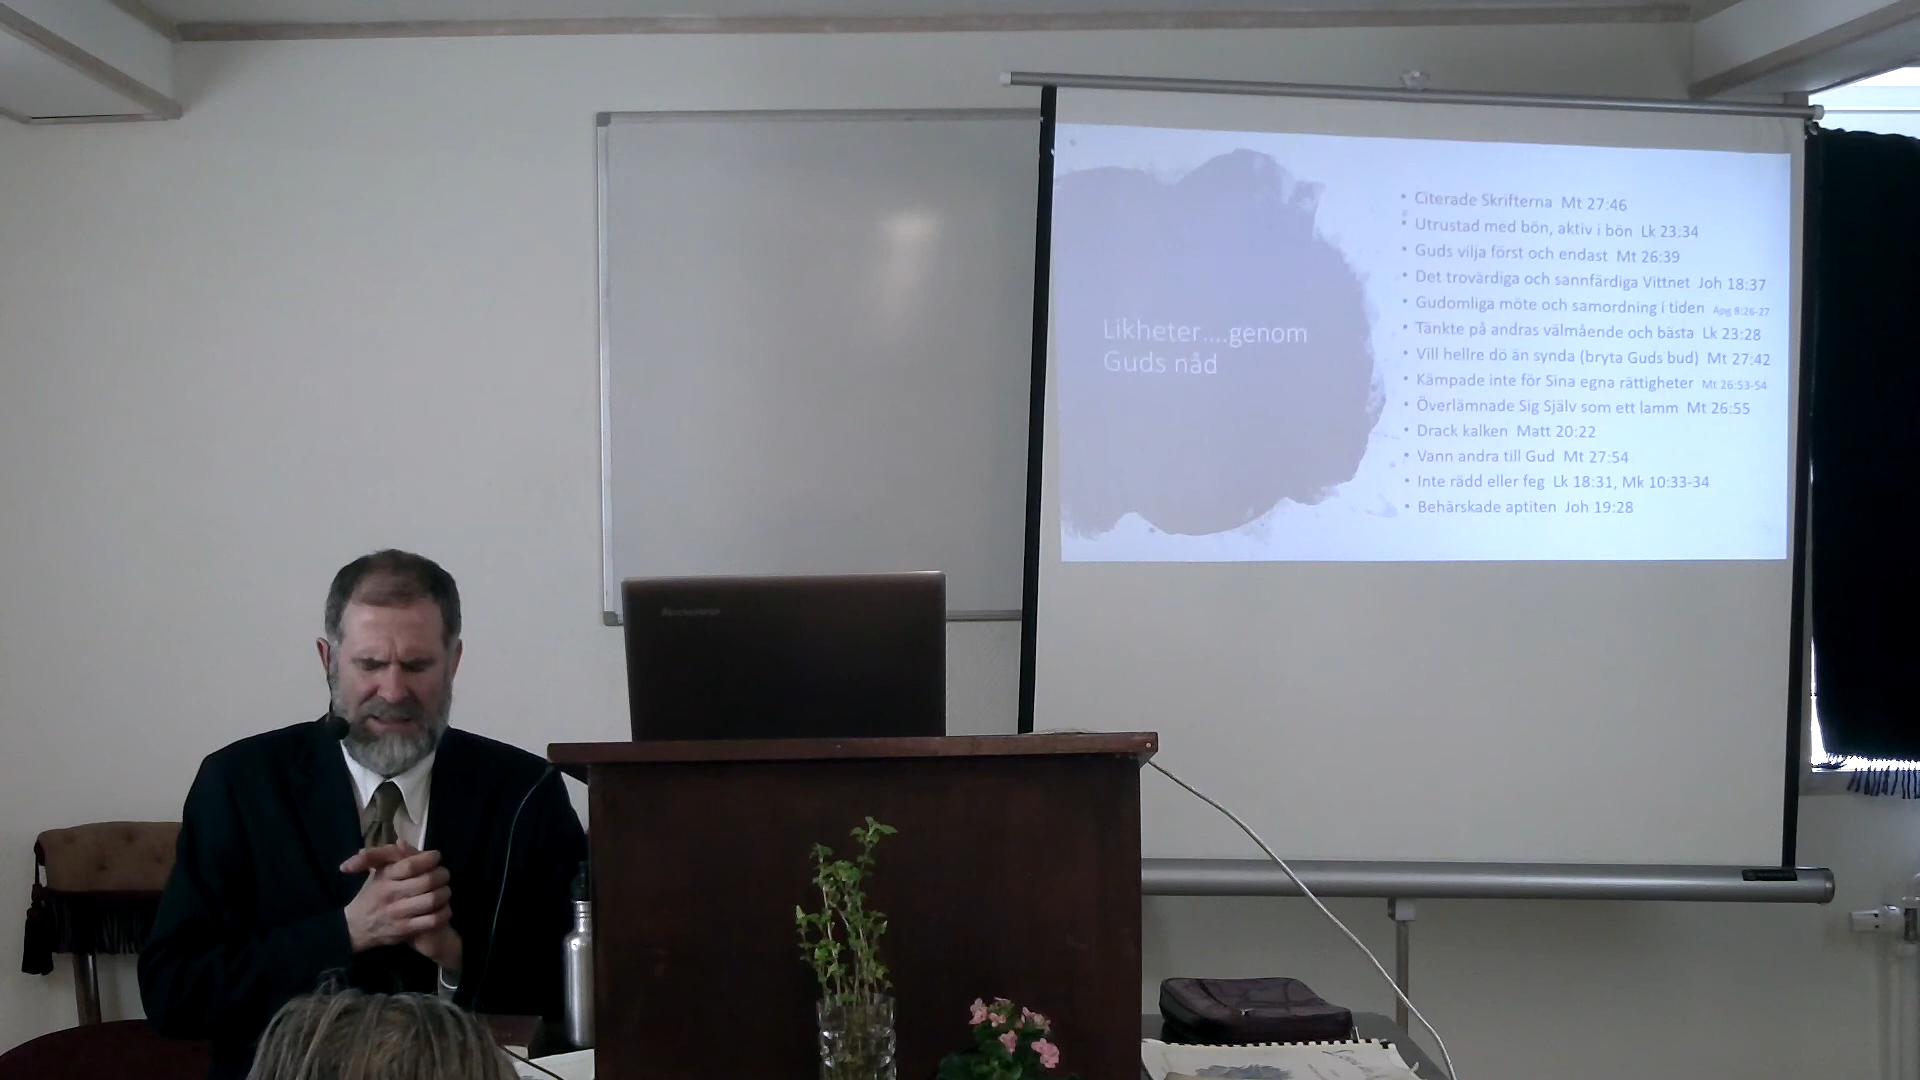 Likheter....genom
Guds nåd
• Citerade Skrifterna Mt 27:46
• Utrustad med bön, aktiv i bön Lk 23:34
• Guds vilja först och endast Mt 26:39
• Det trovärdiga och sannfärdiga Vittnet Joh 18:37
• Gudomliga möte och samordning i tiden Apg 8:26-27
• Tänkte på andras välmående och bästa Lk 23:28
• Vill hellre dö än synda (bryta Guds bud) Mt 27:42
• Kämpade inte för Sina egna rättigheter Mt 26:53-54
• Överlämnade Sig Själv som ett lamm Mt 26:55
• Drack kalken Matt 20:22
• Vann andra till Gud Mt 27:54
• Inte rädd eller feg Lk 18:31, Mk 10:33-34
• Behärskade aptiten Joh 19:28